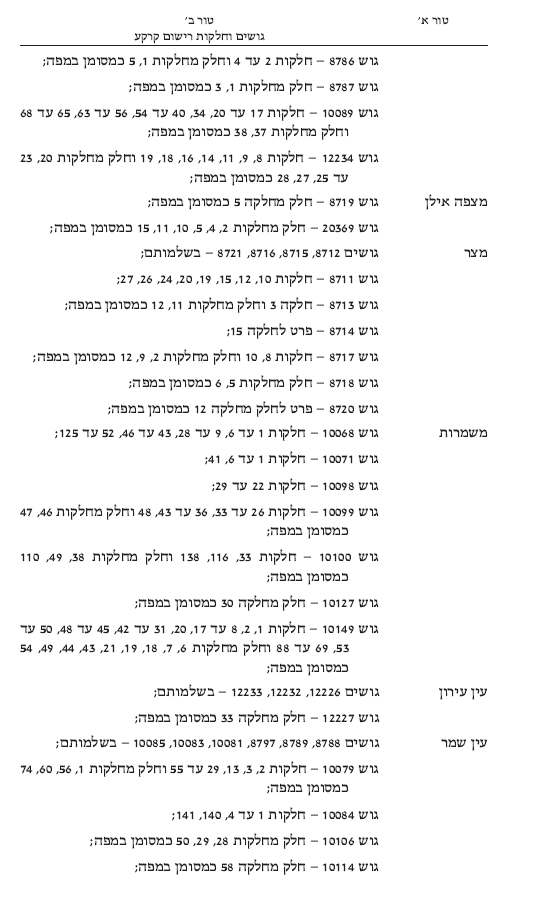 טור א׳ טור ב׳
גושים וחלקות רישום קרקע
גוש 8786 – חלקות 2 עד 4 וחלק מחלקות 1, 5 כמסומן במפה;
גוש 8787 – חלק מחלקות 1, 3 כמסומן במפה;
גוש 10089 – חלקות 17 עד 20, 34, 40 עד 54, 56 עד 63, 65 עד 68
וחלק מחלקות 37, 38 כמסומן במפה;
גוש 12234 – חלקות 8, 9, 11, 14, 16, 18, 19 וחלק מחלקות 20, 23
עד 25, 27, 28 כמסומן במפה;
מצפה אילן גוש 8719 – חלק מחלקה 5 כמסומן במפה;
גוש 20369 – חלק מחלקות 2, 4, 5, 10, 11, 15 כמסומן במפה;
מצר גושים 8712, 8715, 8716, 8721 – בשלמותם;
גוש 8711 – חלקות 10, 12, 15, 19, 20, 24, 26, 27;
גוש 8713 – חלקה 3 וחלק מחלקות 11, 12 כמסומן במפה;
גוש 8714 – פרט לחלקה 15;
גוש 8717 – חלקות 8, 10 וחלק מחלקות 2, 9, 12 כמסומן במפה;
גוש 8718 – חלק מחלקות 5, 6 כמסומן במפה;
גוש 8720 – פרט לחלק מחלקה 12 כמסומן במפה;
משמרות גוש 10068 – חלקות 1 עד 6, 9 עד 28, 43 עד 46, 52 עד 125;
גוש 10071 – חלקות 1 עד 6, 41;
גוש 10098 – חלקות 22 עד 29;
גוש 10099 – חלקות 26 עד 33, 36 עד 43, 48 וחלק מחלקות 46, 47
כמסומן במפה;
גוש 10100 – חלקות 33, 116, 138 וחלק מחלקות 38, 49, 110
כמסומן במפה;
גוש 10127 – חלק מחלקה 30 כמסומן במפה;
גוש 10149 – חלקות 1, 2, 8 עד 17, 20, 31 עד 42, 45 עד 48, 50 עד
53, 69 עד 88 וחלק מחלקות 6, 7, 18, 19, 21, 43, 44, 49, 54
כמסומן במפה;
עין עירון גושים 12226, 12232, 12233 – בשלמותם;
גוש 12227 – חלק מחלקה 33 כמסומן במפה;
עין שמר גושים 8788, 8789, 8797, 10081, 10083, 10085 – בשלמותם;
גוש 10079 – חלקות 2, 3, 13, 29 עד 55 וחלק מחלקות 1, 56, 60, 74
כמסומן במפה;
גוש 10084 – חלקות 1 עד 4, 140, 141;
גוש 10106 – חלק מחלקות 28, 29, 50 כמסומן במפה;
גוש 10114 – חלק מחלקה 58 כמסומן במפה;